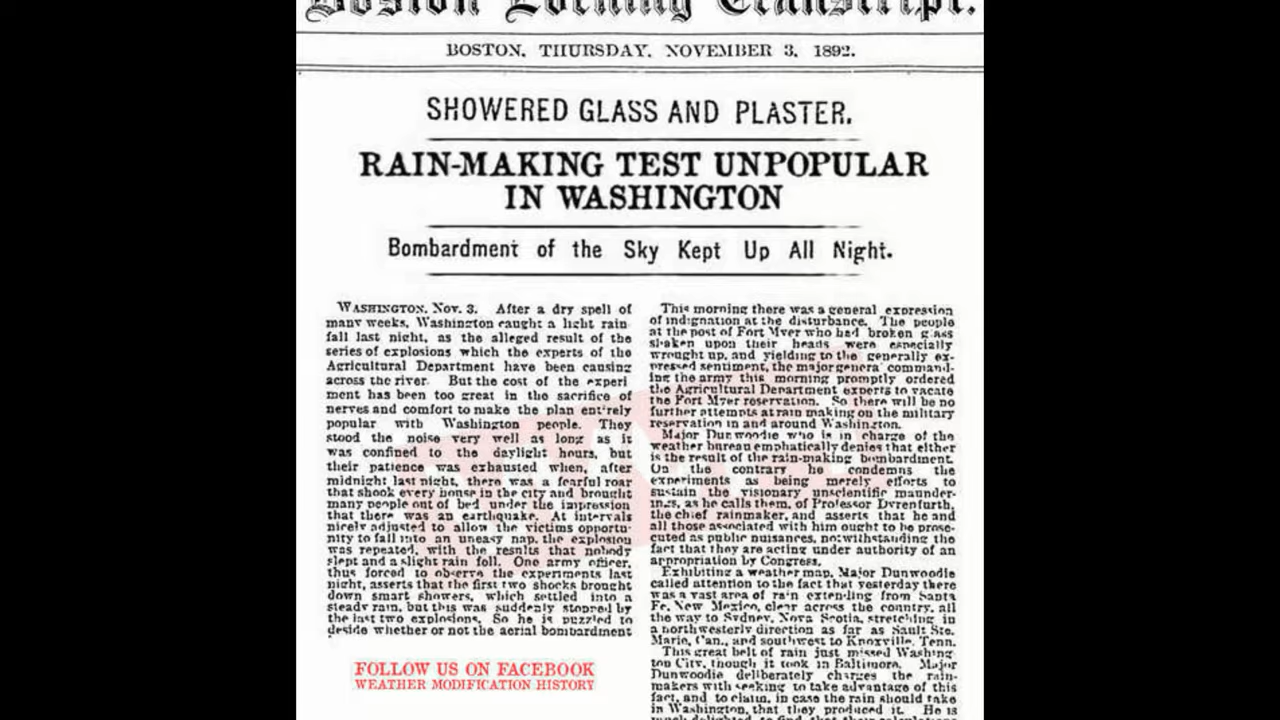 Boston Evening Transcript.
BOSTON, THURSDAY, NOVEMBER 3, 1892.
SHOWERED GLASS AND PLASTER.
RAIN-MAKING TEST UNPOPULAR
IN WASHINGTON
Bombardment of the Sky Kept Up All Night.
WASHINGTON, Nov. 3. After a dry spell of
many weeks, Washington caught a light rain-
fall last night, as the alleged result of the
series of explosions which the experts of the
Agricultural Department have been causing
across the river. But the cost of the experi
ment has been too great in the sacrifice of
nerves and comfort to make the plan entirely
popular with Washington people. They
stood the noise very well as long as it
was confined to the daylight hours, but
their patience was exhausted when, after
midnight last night, there was a fearful roar
that shook every house in the city and brought
many people out of bed under the impression
that there was an earthquake. At intervals
nicely adjusted to allow the victims opportu-
nity to fall into an uneasy nap, the explosion
was repeated, with the results that nobody
slept and a slight rain fell. One army officer,
thus forced to observe the experiments last
night, asserts that the first two shocks brought
down smart showers, which settled into a
steady rain, but this was suddenly stopped by
the last two explosions. So he is puzzled to
decide whether or not the aerial bombardment
FOLLOW US ON FACEBOOK
WEATHER MODIFICATION HISTORY
This morning there was a general expression
of indignation at the disturbance. The people
at the post of Fort Myer who had broken glass
shaken upon their heads were especially
wrought up, and yielding to the generally ex-
pressed sentiment, the major general command-
ing the army this morning promptly ordered
the Agricultural Department experts to vacate
the Fort Myer reservation. So there will be no
further attempts at rain making on the military
reservation in and around Washington.
Major Dunwoodie who is in charge of the
weather bureau emphatically denies that either
is the result of the rain-making bombardment.
On the contrary he condemns the
experiments as being merely efforts to
sustain the visionary unscientific maunder-
ings, as he calls them, of Professor Dyrenfurth,
the chief rainmaker, and asserts that he and
all those associated with him ought to be prose-
cuted as public nuisances, notwithstanding the
fact that they are acting under authority of an
appropriation by Congress.
Exhibiting a weather map, Major Dunwoodie
called attention to the fact that yesterday there
was a vast area of rain extending from Santa
Fe, New Mexico, clear across the country, all
the way to Sydney, Nova Scotia, stretching in
a northwesterly direction as far as Sault Ste.
Marie, Can., and southwest to Knoxville, Tenn.
This great belt of rain just missed Washing
ton City, though it took in Baltimore. Major
Dunwoodie deliberately charges the rain-
makers with seeking to take advantage of this
fact, and to claim, in case the rain should take
in Washington, that they produced it. He is
much delighted to find that their calculations